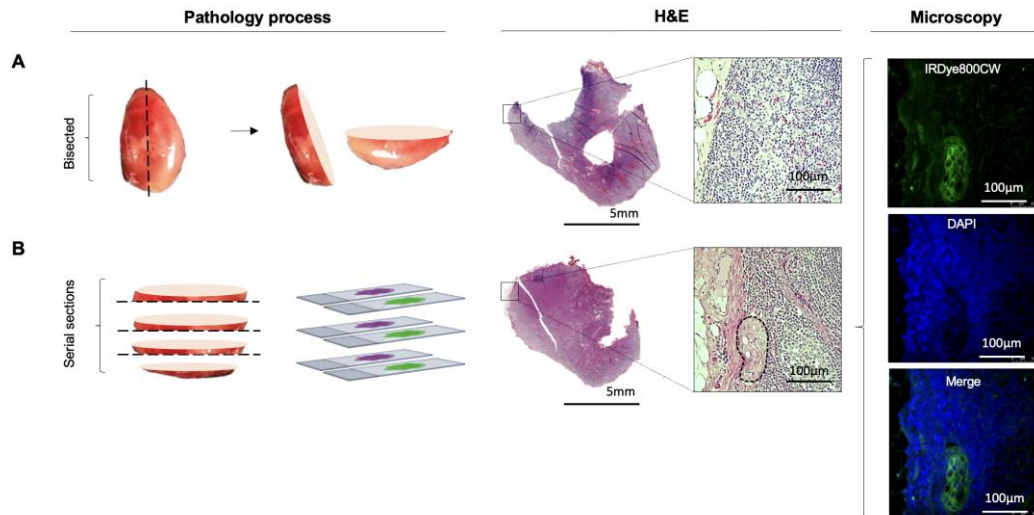 Pathology process
H&E
Microscopy
A
Bisected
5mm
100μm
IRDye800CW
100μm
B
Serial sections
5mm
100μm
DAPI
100μm
Merge
100μm